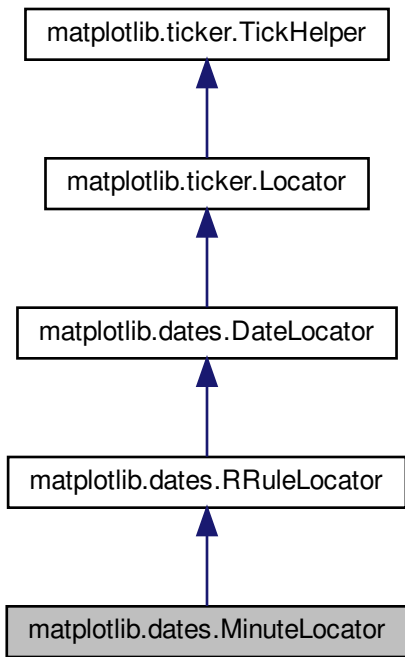 matplotlib.ticker.TickHelper
matplotlib.ticker.Locator
matplotlib.dates.DateLocator
matplotlib.dates.RRuleLocator
matplotlib.dates.MinuteLocator